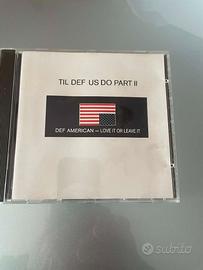 TIL DEF US DO PART II
DEF AMERICAN — LOVE IT OR LEAVE IT
subito